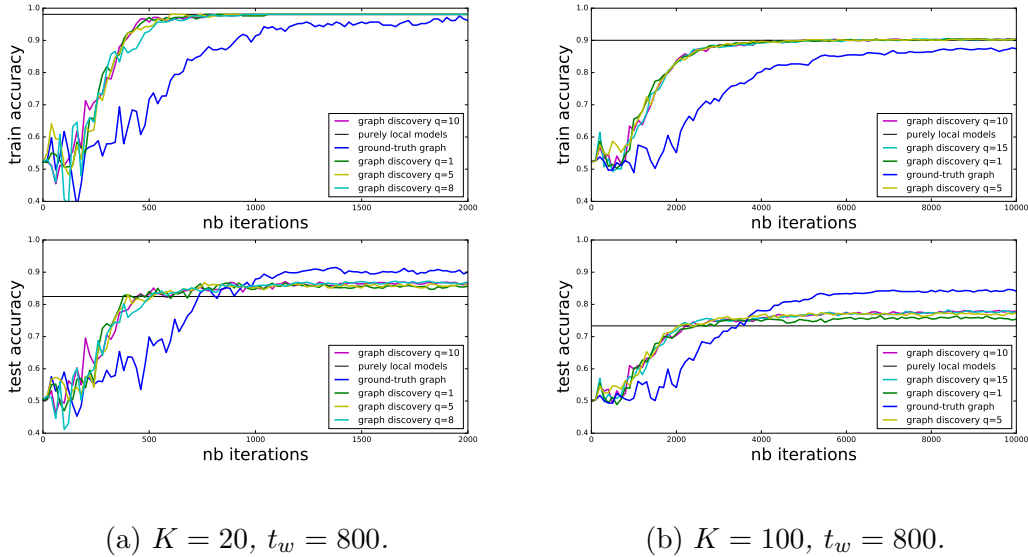 1.0
0.9
0.8
0.7
0.6
0.5
0.4
train accuracy
0
500
1000
1500
2000
nb iterations
graph discovery q=10
purely local models
ground-truth graph
graph discovery q=1
graph discovery q=5
graph discovery q=8
1.0
0.9
0.8
0.7
0.6
0.5
0.4
test accuracy
0
500
1000
1500
2000
nb iterations
graph discovery q=10
purely local models
ground-truth graph
graph discovery q=1
graph discovery q=5
graph discovery q=8
(a) K = 20, t_w = 800.
1.0
0.9
0.8
0.7
0.6
0.5
0.4
train accuracy
0
2000
4000
6000
8000
10000
nb iterations
graph discovery q=10
purely local models
graph discovery q=15
graph discovery q=1
ground-truth graph
graph discovery q=5
1.0
0.9
0.8
0.7
0.6
0.5
0.4
test accuracy
0
2000
4000
6000
8000
10000
nb iterations
graph discovery q=10
purely local models
graph discovery q=15
graph discovery q=1
ground-truth graph
graph discovery q=5
(b) K = 100, t_w = 800.